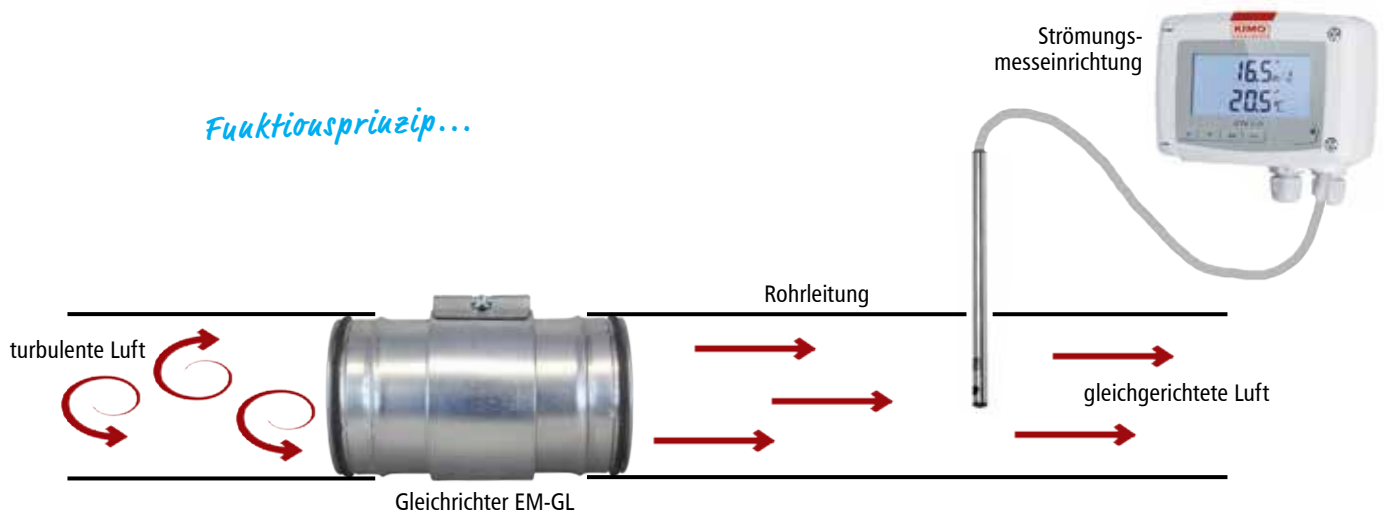 Strömungs-
messeinrichtung
KIMO
16.5
20.5 °C
Funktionsprinzip...
Rohrleitung
turbulente Luft
gleichgerichtete Luft
Gleichrichter EM-GL